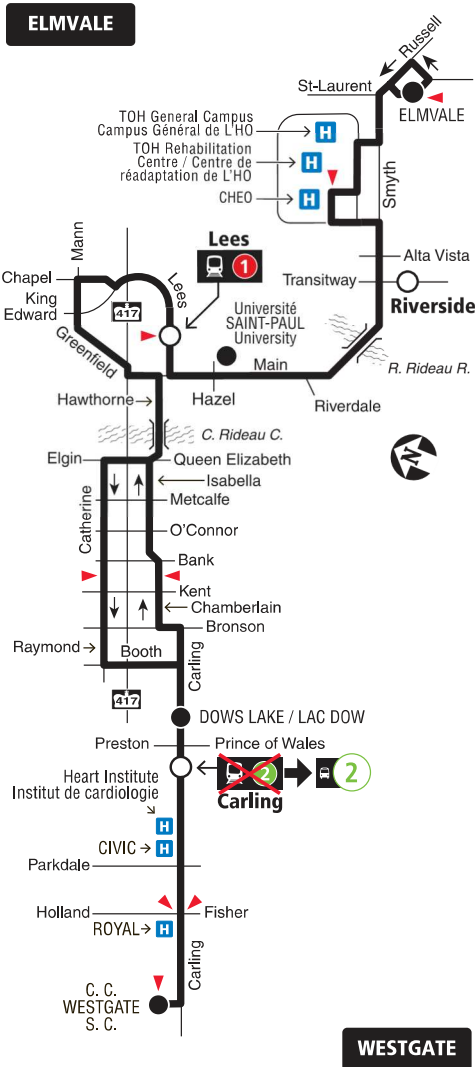 ELMVALE
Russell
St-Laurent
ELMVALE
TOH General Campus
Campus Général de L'HO
H
TOH Rehabilitation
Centre / Centre de
réadaptation de L'HO
H
CHEO
H
Smyth
Mann
Lees
1
Alta Vista
Chapel
Lees
Transitway
King
Edward
417
Riverside
Université
SAINT-PAUL
University
Greenfield
Main
R. Rideau R.
Hawthorne
Hazel
Riverdale
C. Rideau C.
N
Elgin
Queen Elizabeth
Isabella
Catherine
Metcalfe
O'Connor
Bank
Kent
Chamberlain
Bronson
Raymond
Booth
Carling
417
DOWS LAKE / LAC DOW
Preston
Prince of Wales
2
2
Carling
Heart Institute
Institut de cardiologie
H
CIVIC
H
Parkdale
Holland
Fisher
ROYAL
H
Carling
C. C.
WESTGATE
S. C.
WESTGATE